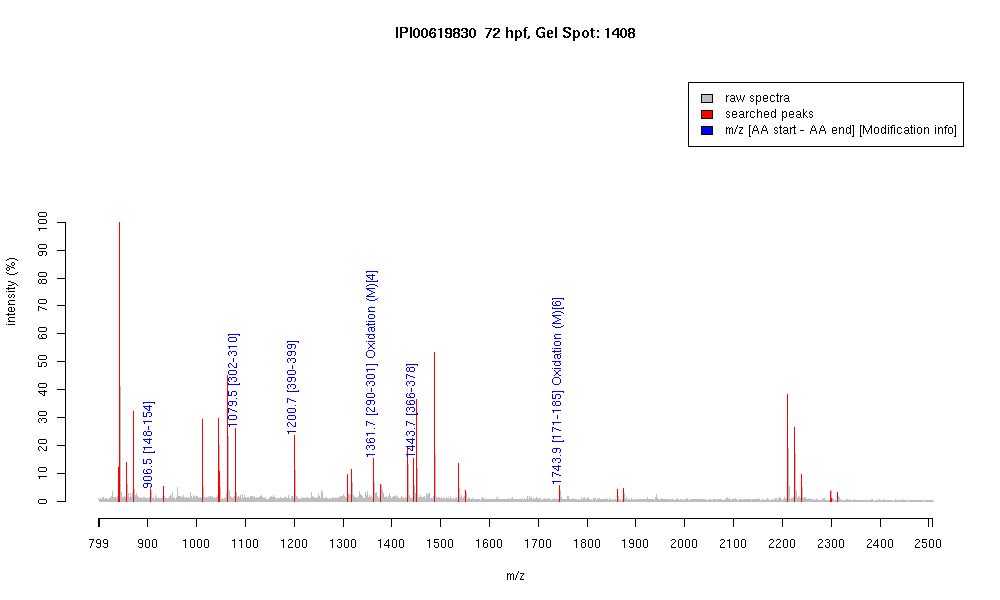 IPI00619830 72 hpf, Gel Spot: 1408
raw spectra
searched peaks
m/z [AA start - AA end] [Modification info]
intensity (%)
100
90
80
70
60
50
40
30
20
10
0
906.5 [148-154]
1079.5 [302-310]
1200.7 [390-399]
1361.7 [290-301] Oxidation (M)[4]
1443.7 [366-378]
1743.9 [171-185] Oxidation (M)[6]
799 900 1000 1100 1200 1300 1400 1500 1600 1700 1800 1900 2000 2100 2200 2300 2400 2500
m/z